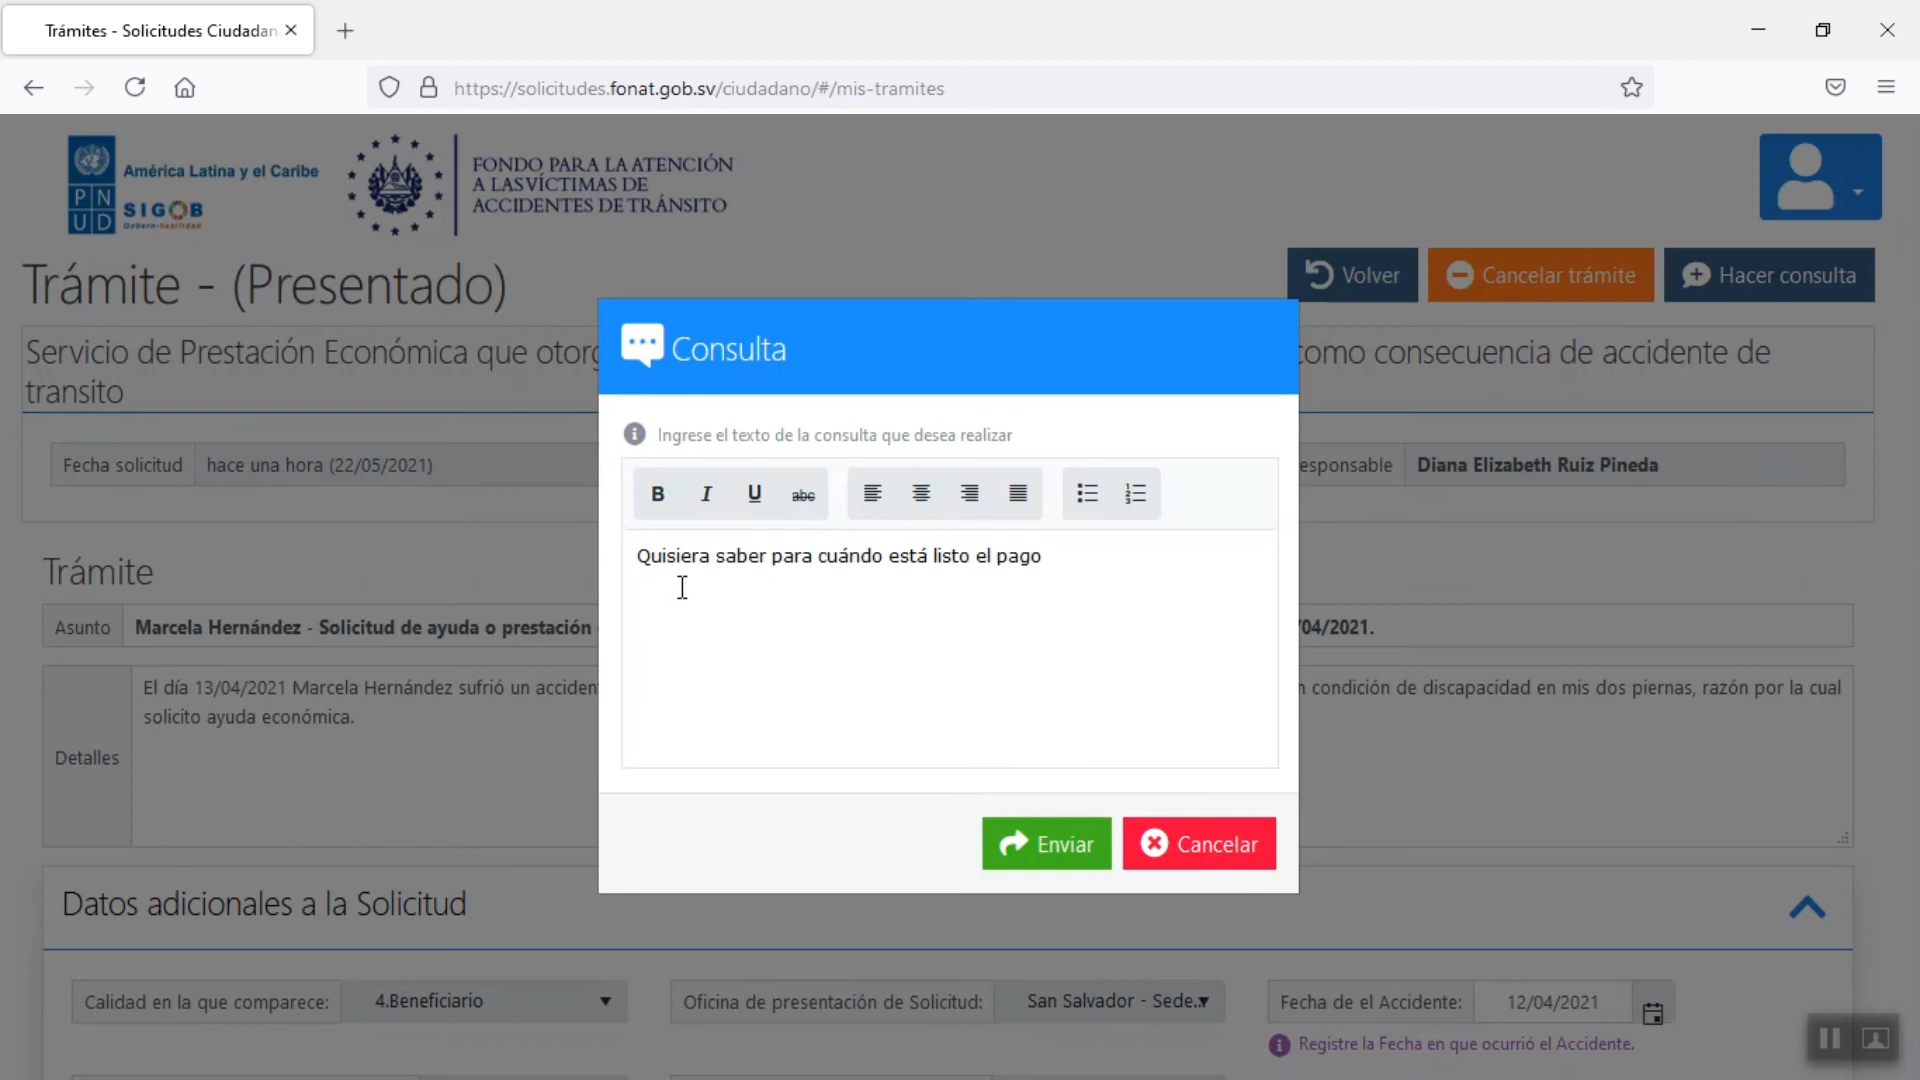 Trámites - Solicitudes Ciudadan
https://solicitudes.fonat.gob.sv/ciudadano/#/mis-tramites
P N
U D
América Latina y el Caribe
SIGOB
Gobern-habilidad
FONDO PARA LA ATENCIÓN
A LAS VÍCTIMAS DE
ACCIDENTES DE TRÁNSITO
Trámite - (Presentado)
Volver
Cancelar trámite
Hacer consulta
Servicio de Prestación Económica que otorg
como consecuencia de accidente de
transito
Consulta
Ingrese el texto de la consulta que desea realizar
Fecha solicitud
hace una hora (22/05/2021)
esponsable
Diana Elizabeth Ruiz Pineda
B I U abc
Quisiera saber para cuándo está listo el pago
Trámite
Asunto
Marcela Hernández - Solicitud de ayuda o prestación
/04/2021.
Detalles
El día 13/04/2021 Marcela Hernández sufrió un acciden
n condición de discapacidad en mis dos piernas, razón por la cual
solicito ayuda económica.
Enviar
Cancelar
Datos adicionales a la Solicitud
Calidad en la que comparece:
4.Beneficiario
Oficina de presentación de Solicitud:
San Salvador - Sede..
Fecha de el Accidente:
12/04/2021
Registre la Fecha en que ocurrió el Accidente.